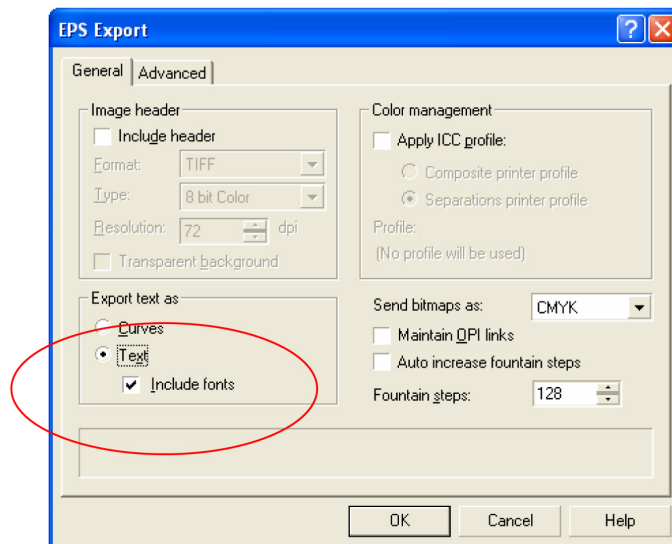 EPS Export
General Advanced
Image header
Include header
Format: TIFF
Type: 8 bit Color
Resolution: 72 dpi
Transparent background
Color management
Apply ICC profile:
Composite printer profile
Separations printer profile
Profile:
(No profile will be used)
Export text as
Curves
Text
Include fonts
Send bitmaps as: CMYK
Maintain OPI links
Auto increase fountain steps
Fountain steps: 128
OK Cancel Help